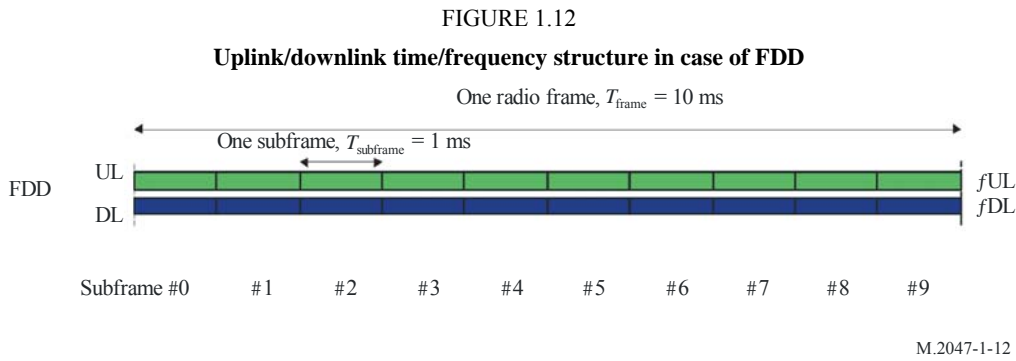 FIGURE 1.12
Uplink/downlink time/frequency structure in case of FDD
One radio frame, Tframe = 10 ms
One subframe, Tsubframe = 1 ms
FDD
UL
DL
ƒUL
ƒDL
Subframe #0 #1 #2 #3 #4 #5 #6 #7 #8 #9
M.2047-1-12